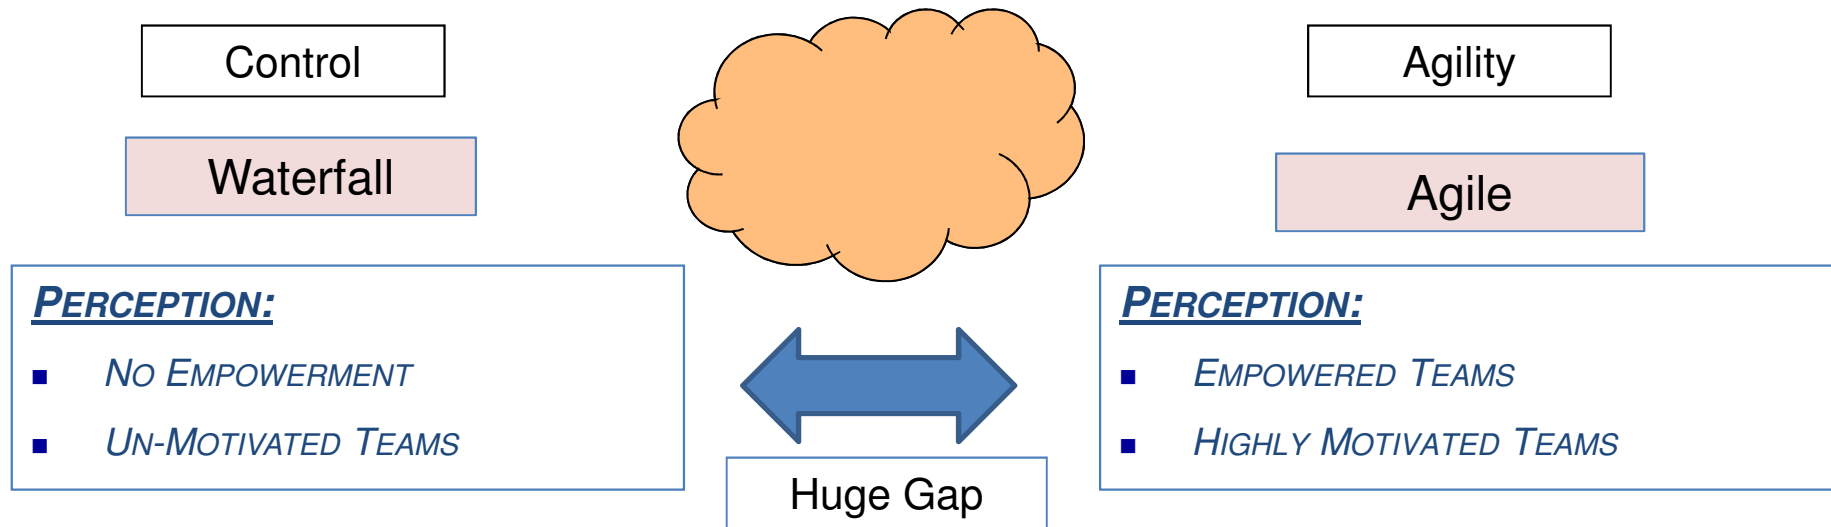 Control
Waterfall
PERCEPTION:
■ NO EMPOWERMENT
■ UN-MOTIVATED TEAMS
Huge Gap
Agility
Agile
PERCEPTION:
■ EMPOWERED TEAMS
■ HIGHLY MOTIVATED TEAMS